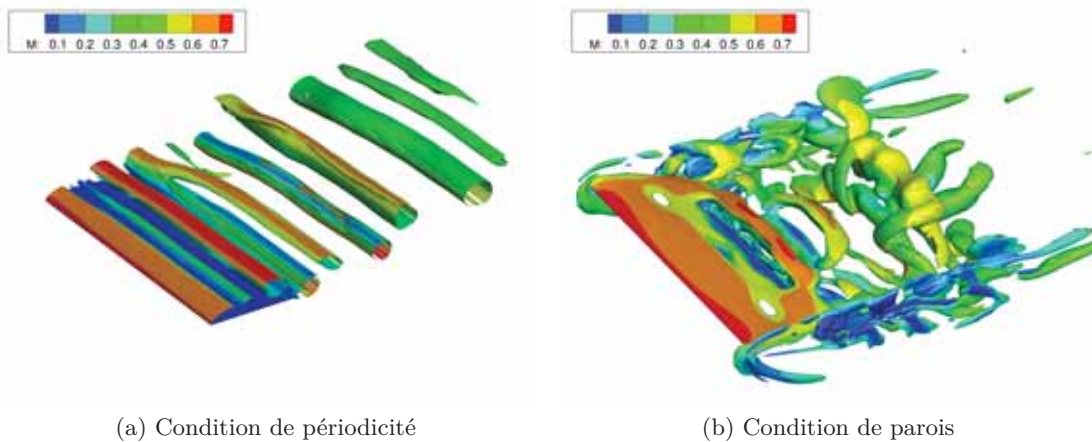 M: 0.1 0.2 0.3 0.4 0.5 0.6 0.7
M: 0.1 0.2 0.3 0.4 0.5 0.6 0.7
(a) Condition de périodicité
(b) Condition de parois